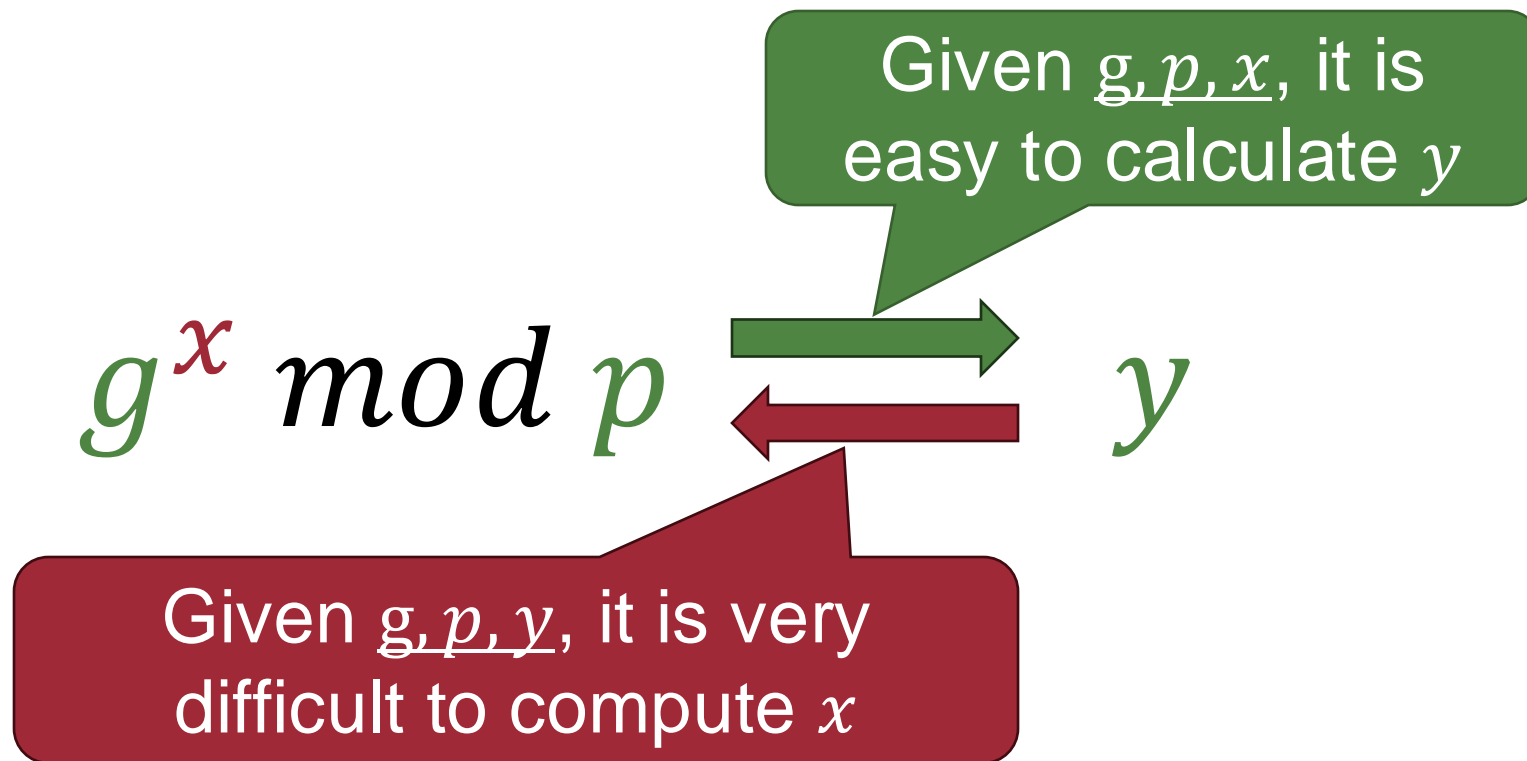 Given g, p, x, it is
easy to calculate y
g^x mod p
y
Given g, p, y, it is very
difficult to compute x